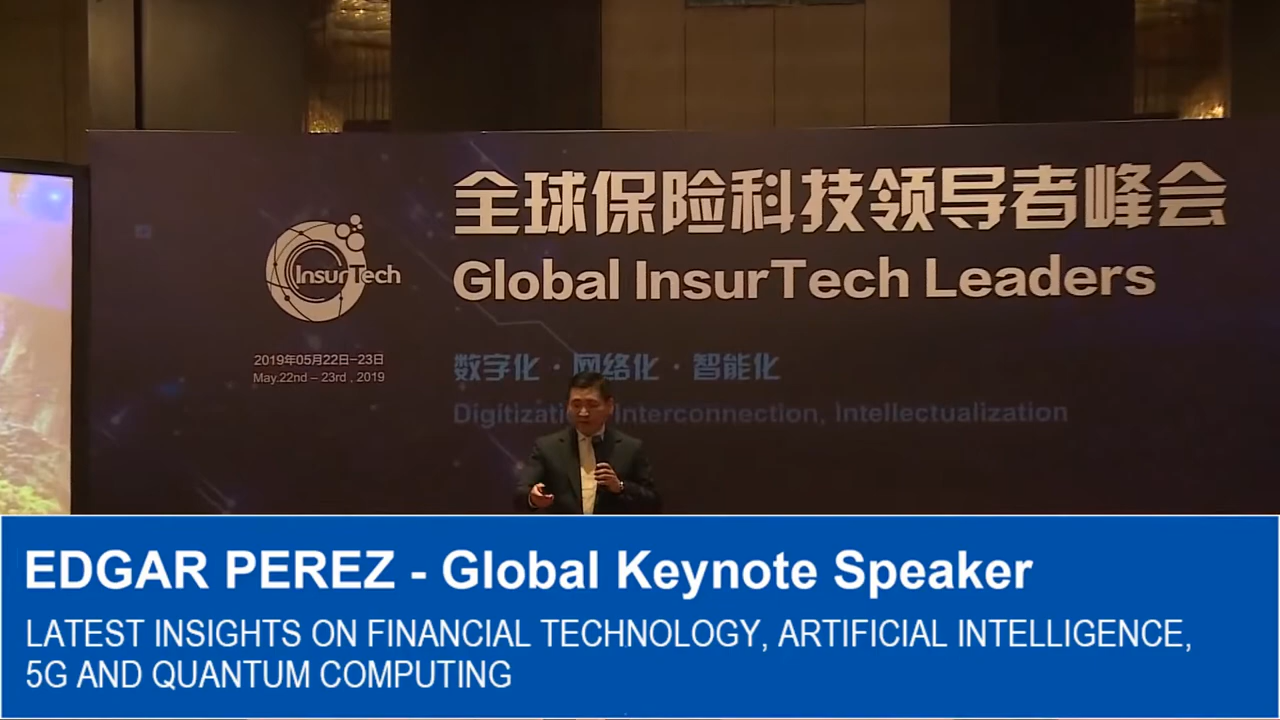 全球保险科技领导者峰会
Global InsurTech Leaders
InsurTech
2019年05月22日-23日
May.22nd – 23rd , 2019
数字化 · 网络化 · 智能化
Digitizati Interconnection, Intellectualization
EDGAR PEREZ - Global Keynote Speaker
LATEST INSIGHTS ON FINANCIAL TECHNOLOGY, ARTIFICIAL INTELLIGENCE,
5G AND QUANTUM COMPUTING